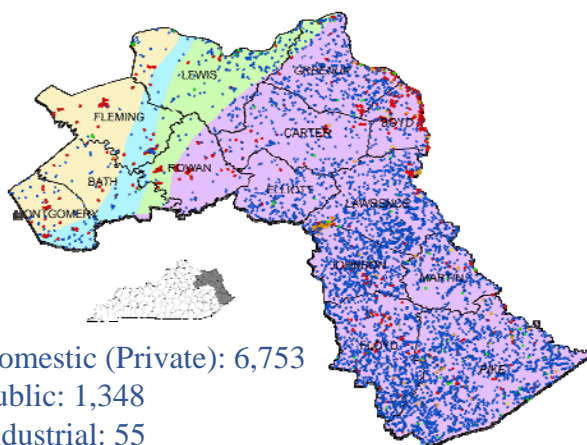 LEWIS
GREENUP
FLEMING
CARTER
BOYD
BATH
ROWAN
ELLIOTT
LAWRENCE
MONTGOMERY
JOHNSON
MARTIN
FLOYD
PIKE
omestic (Private): 6,753
ublic: 1,348
ndustrial: 55